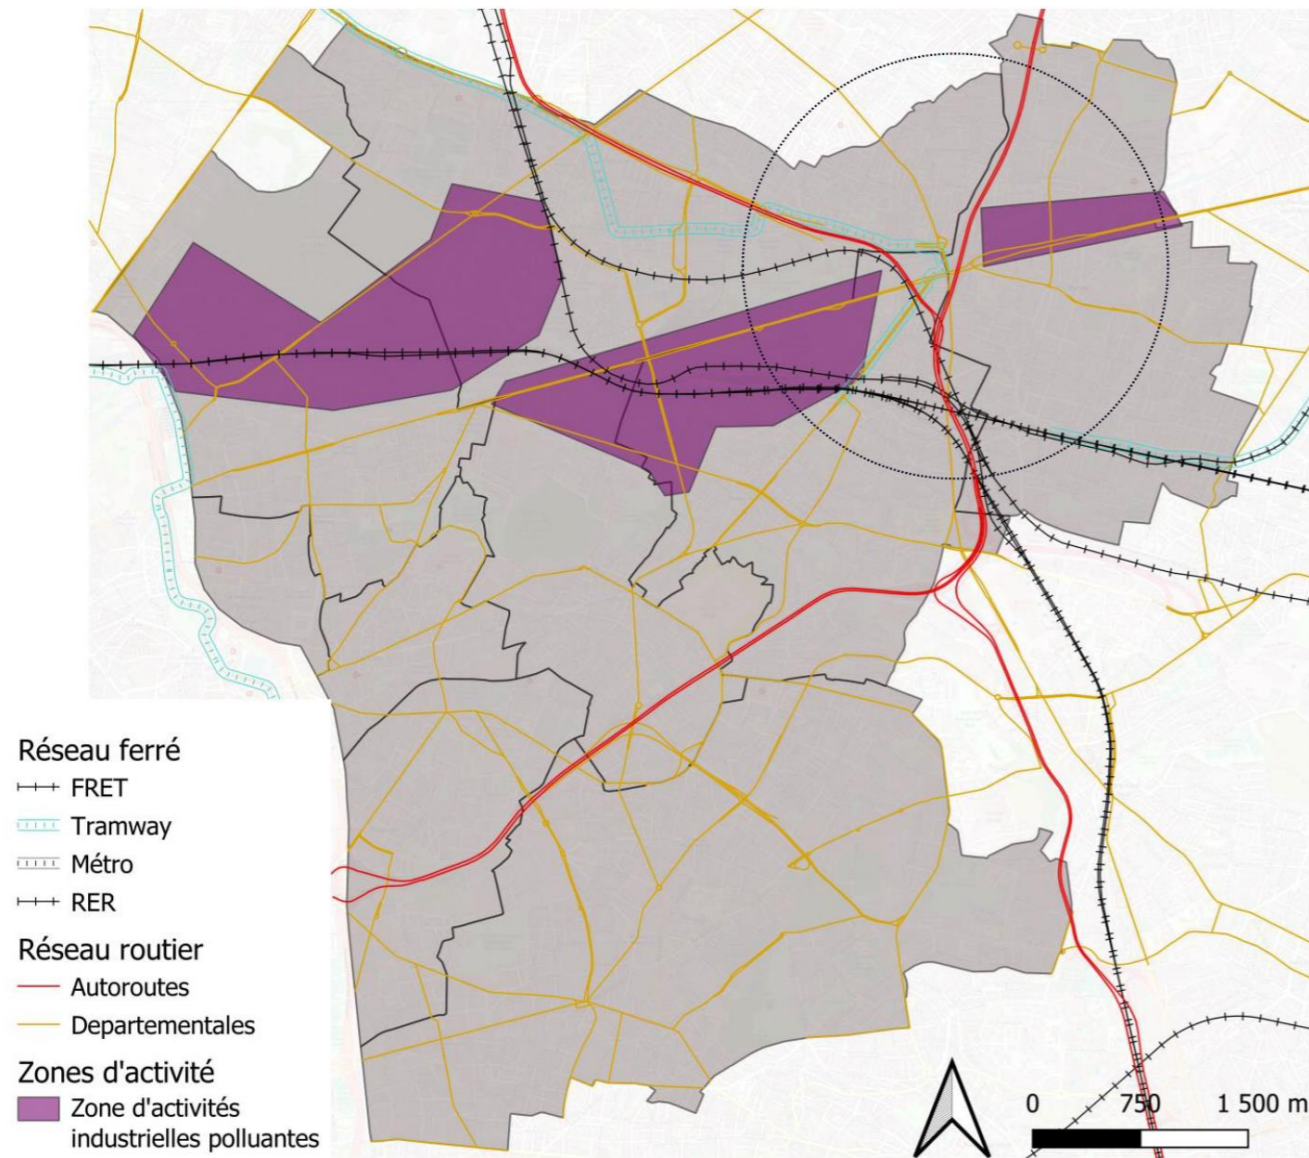 Réseau ferré
FRET
Tramway
Métro
RER
Réseau routier
Autoroutes
Departementales
Zones d'activité
Zone d'activités
industrielles polluantes
0 750 1 500 m